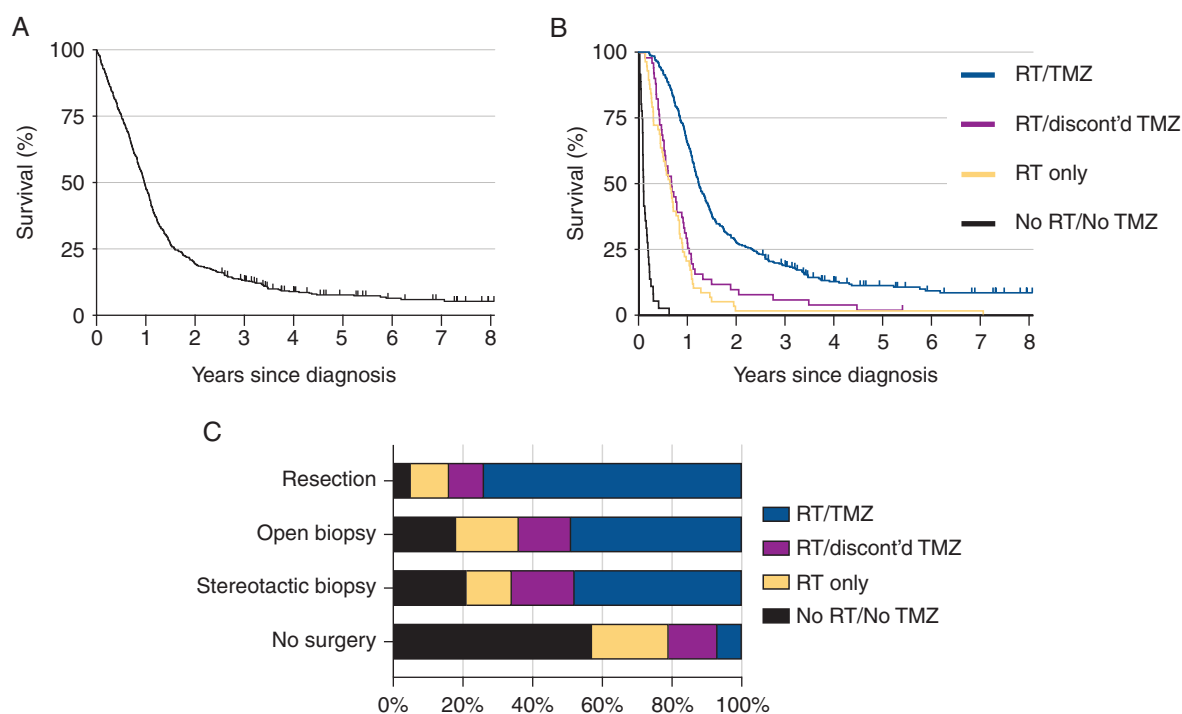 A
100
75
50
25
0
Survival (%)
0 1 2 3 4 5 6 7 8
Years since diagnosis
B
100
75
50
25
0
Survival (%)
0 1 2 3 4 5 6 7 8
Years since diagnosis
RT/TMZ
RT/discont'd TMZ
RT only
No RT/No TMZ
C
Resection
Open biopsy
Stereotactic biopsy
No surgery
0% 20% 40% 60% 80% 100%
RT/TMZ
RT/discont'd TMZ
RT only
No RT/No TMZ